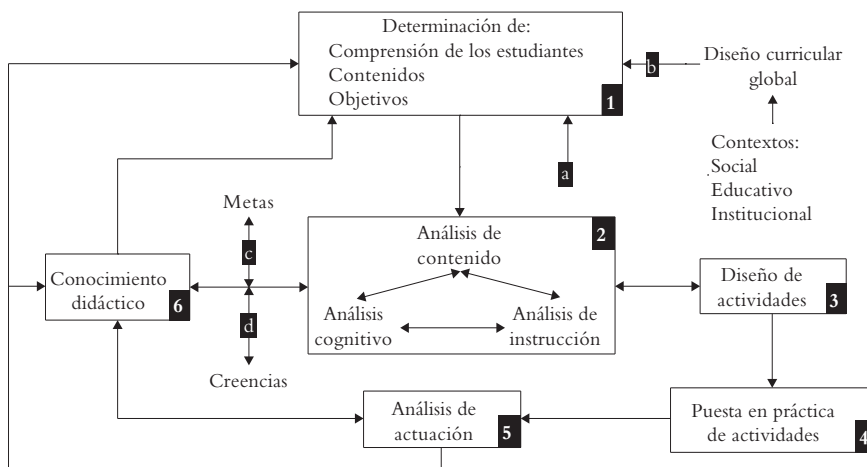 Determinación de:
Comprensión de los estudiantes
Contenidos
Objetivos
1
b
Diseño curricular
global
a
Contextos:
Social
Educativo
Institucional
Metas
c
Análisis de
contenido
2
Análisis
cognitivo
Análisis de
instrucción
Conocimiento
didáctico
6
d
Creencias
Diseño de
actividades
3
Análisis de
actuación
5
Puesta en práctica
de actividades
4